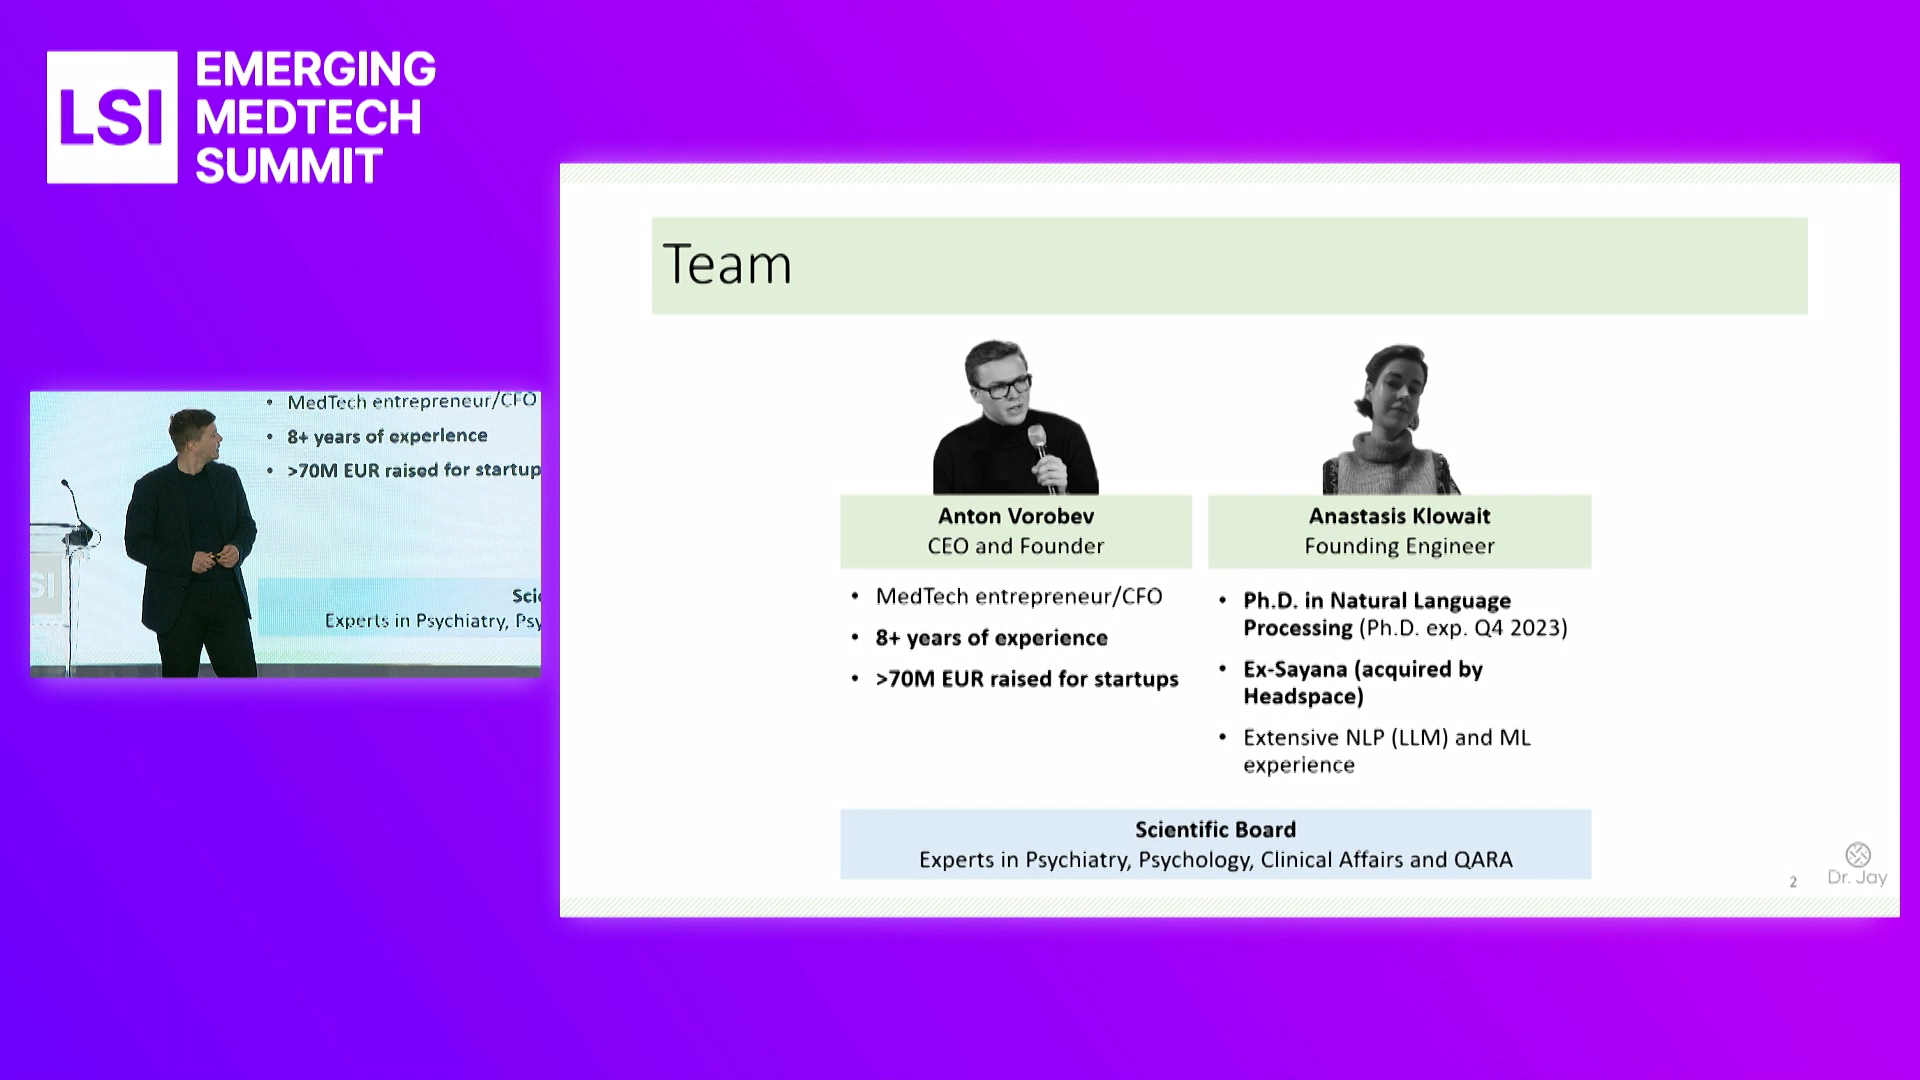 LSI
EMERGING
MEDTECH
SUMMIT
Team
Anton Vorobev
CEO and Founder
• MedTech entrepreneur/CFO
• 8+ years of experience
• >70M EUR raised for startups
Anastasis Klowait
Founding Engineer
• Ph.D. in Natural Language
Processing (Ph.D. exp. Q4 2023)
• Ex-Sayana (acquired by
Headspace)
• Extensive NLP (LLM) and ML
experience
Scientific Board
Experts in Psychiatry, Psychology, Clinical Affairs and QARA
2
Dr. Jay
• MedTech entrepreneur/CFO
• 8+ years of experience
• >70M EUR raised for startup
Sci
Experts in Psychiatry, Psy
SI